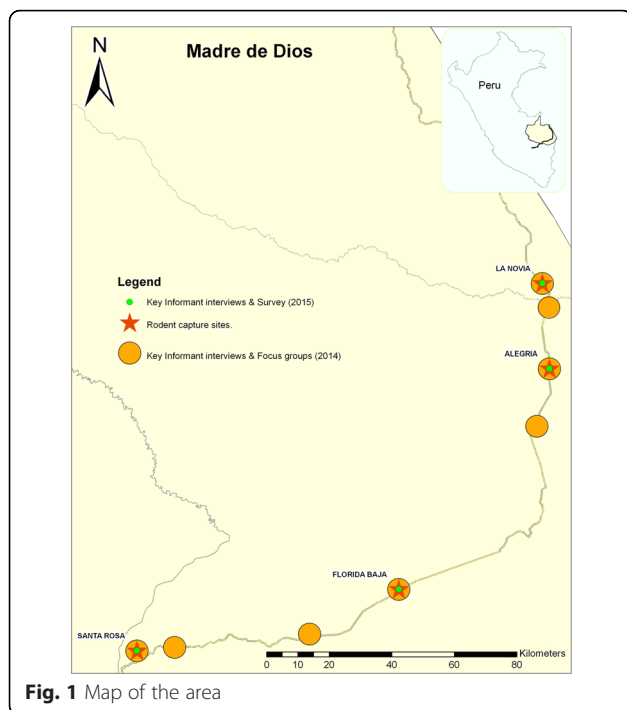 N
Madre de Dios
Peru
LA NOVIA
Legend
Key Informant interviews & Survey (2015)
Rodent capture sites.
Key Informant interviews & Focus groups (2014)
ALEGRIA
FLORIDA BAJA
SANTA ROSA
Kilometers
0 5 10 20 40 60 80
Fig. 1 Map of the area